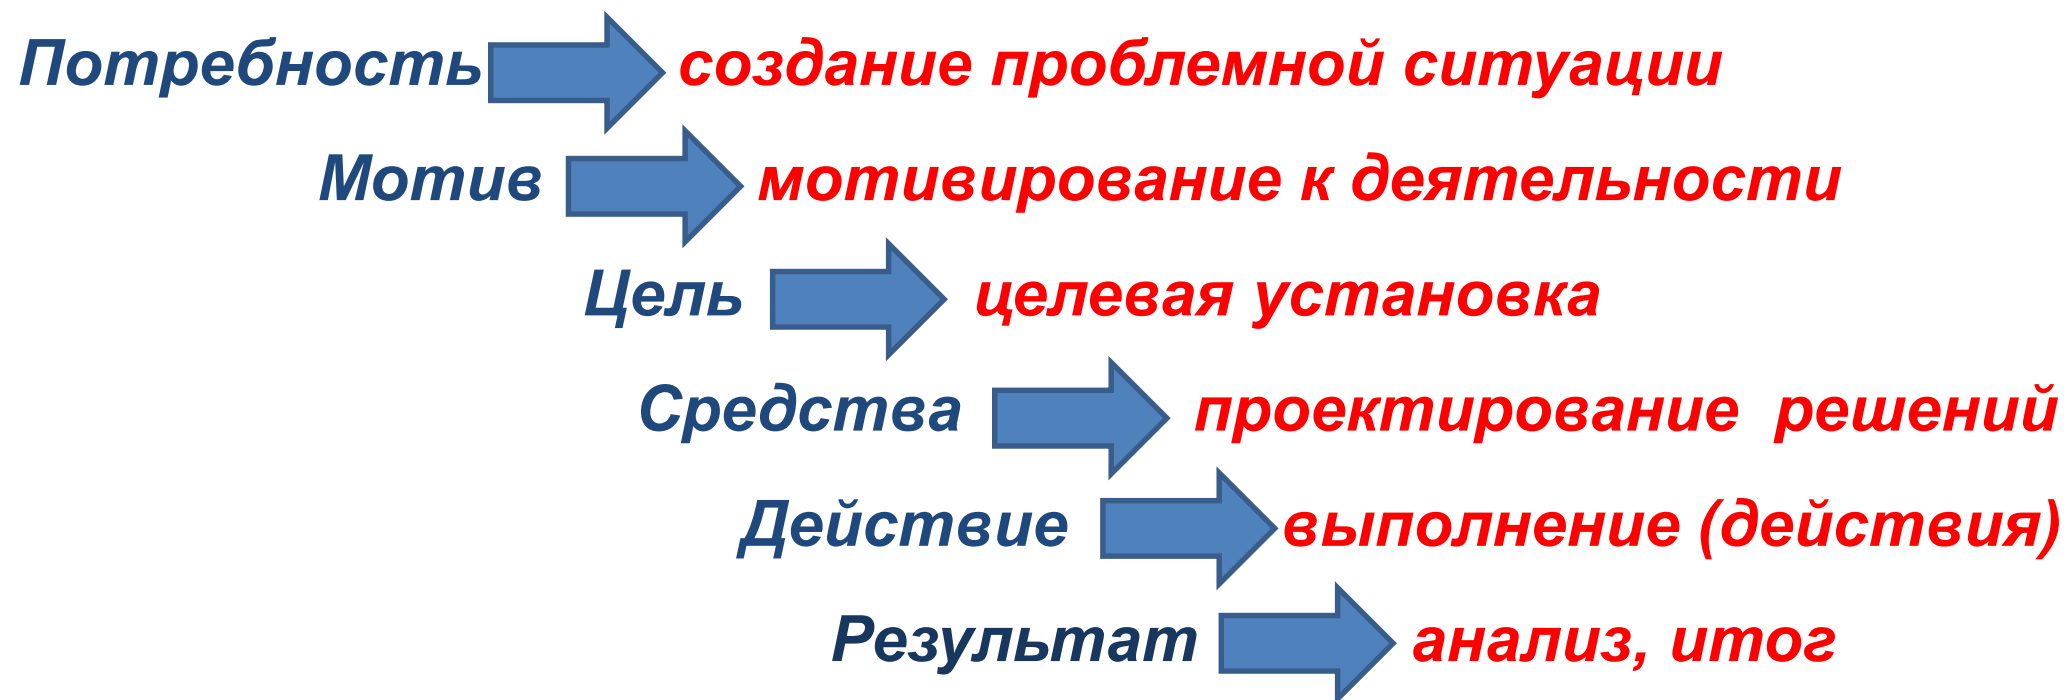 Потребность создание проблемной ситуации
Мотив мотивирование к деятельности
Цель целевая установка
Средства проектирование решений
Действие выполнение (действия)
Результат анализ, итог